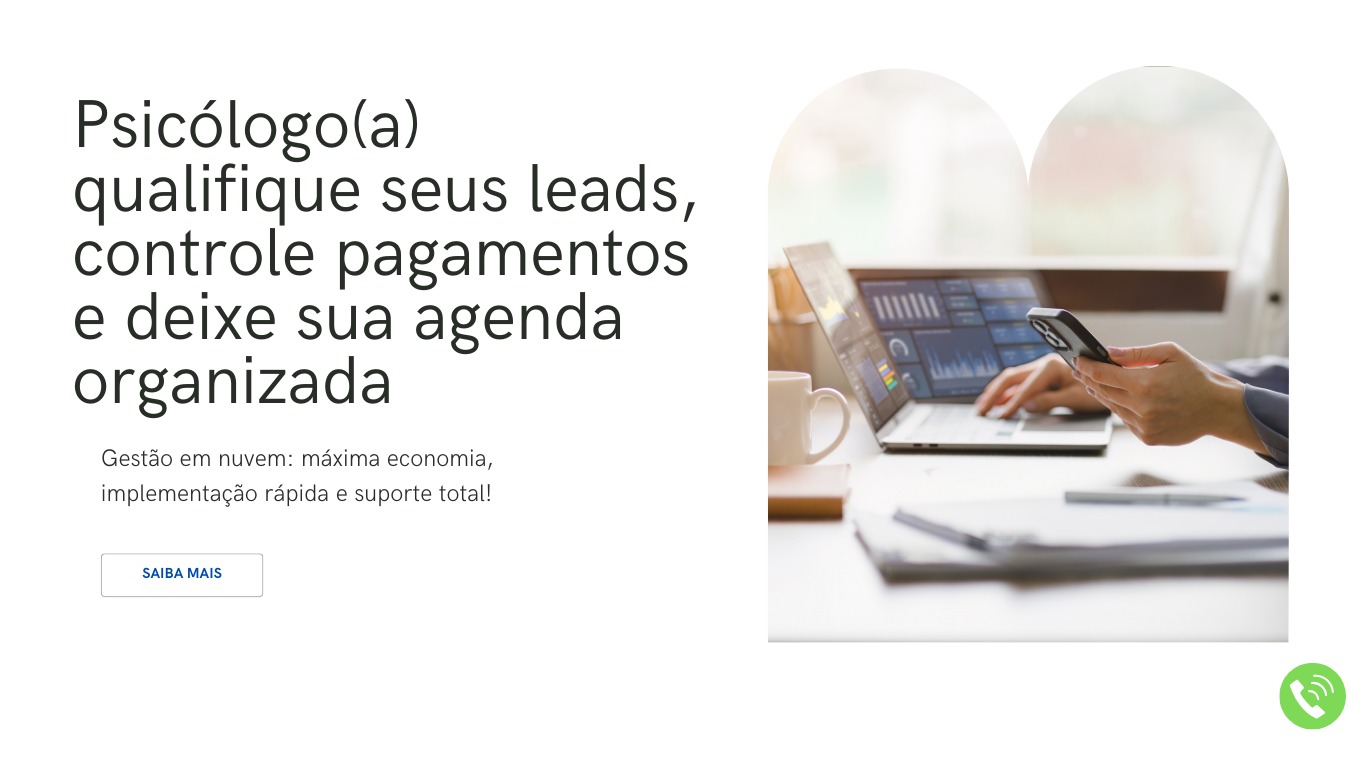 Psicólogo(a)
qualifique seus leads,
controle pagamentos
e deixe sua agenda
organizada
Gestão em nuvem: máxima economia,
implementação rápida e suporte total!
SAIBA MAIS